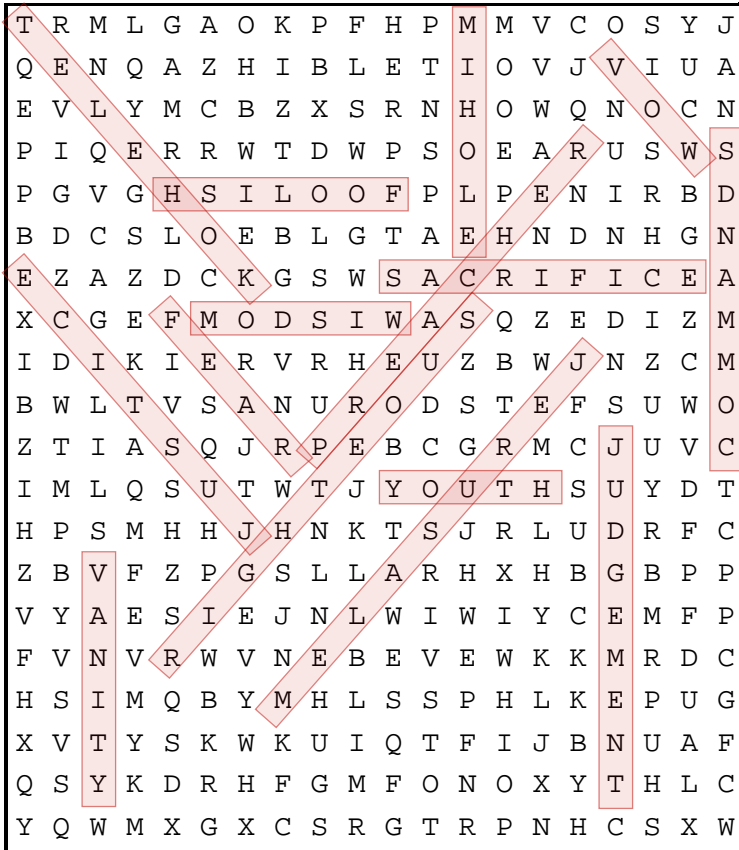 T R M L G A O K P F H P M M V C O S Y J
Q E N Q A Z H I B L E T I O V J V I U A
E V L Y M C B Z X S R N H O W Q N O C N
P I Q E R R W T D W P S O E A R U S W S
P G V G H S I L O O F P L P E N I R B D
B D C S L O E B L G T A E H N D N H G N
E Z A Z D C K G S W S A C R I F I C E A
X C G E F M O D S I W A S Q Z E D I Z M
I D I K I E R V R H E U Z B W J N Z C M
B W L T V S A N U R O D S T E F S U W O
Z T I A S Q J R P E B C G R M C J U V C
I M L Q S U T W T J Y O U T H S U Y D T
H P S M H H J H N K T S J R L U D R F C
Z B V F Z P G S L L A R H X H B G B P P
V Y A E S I E J N L W I W I Y C E M F P
F V N V R W V N E B E V E W K K M R D C
H S I M Q B Y M H L S S P H L K E P U G
X V T Y S K W K U I Q T F I J B N U A F
Q S Y K D R H F G M F O N O X Y T H L C
Y Q W M X G X C S R G T R P N H C S X W